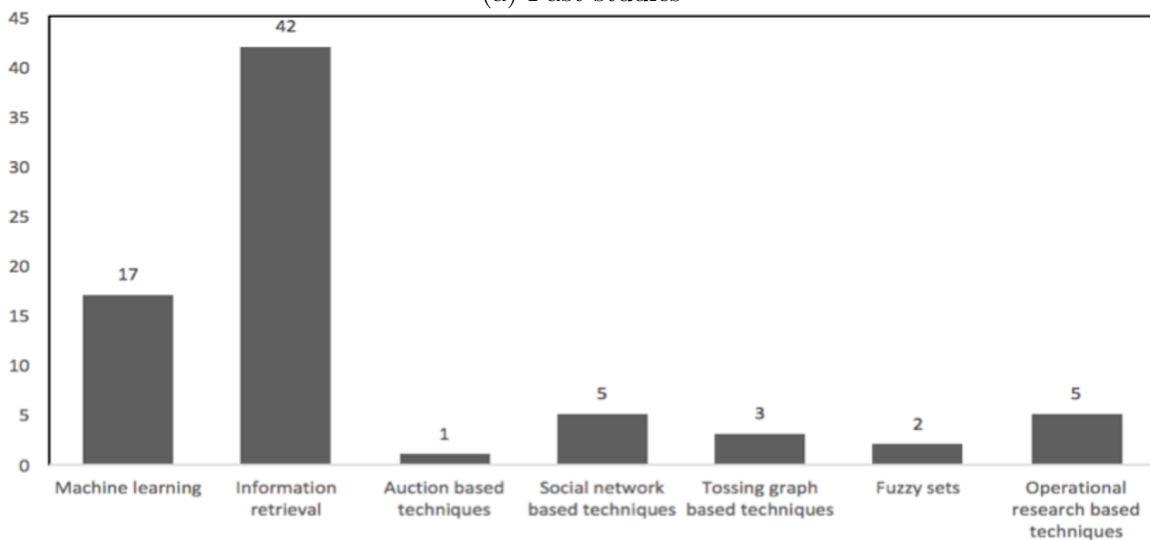 (a) Past studies
45
40
35
30
25
20
15
10
5
0
17
42
1
5
3
2
5
Machine learning
Information
retrieval
Auction based
techniques
Social network
based techniques
Tossing graph
based techniques
Fuzzy sets
Operational
research based
techniques